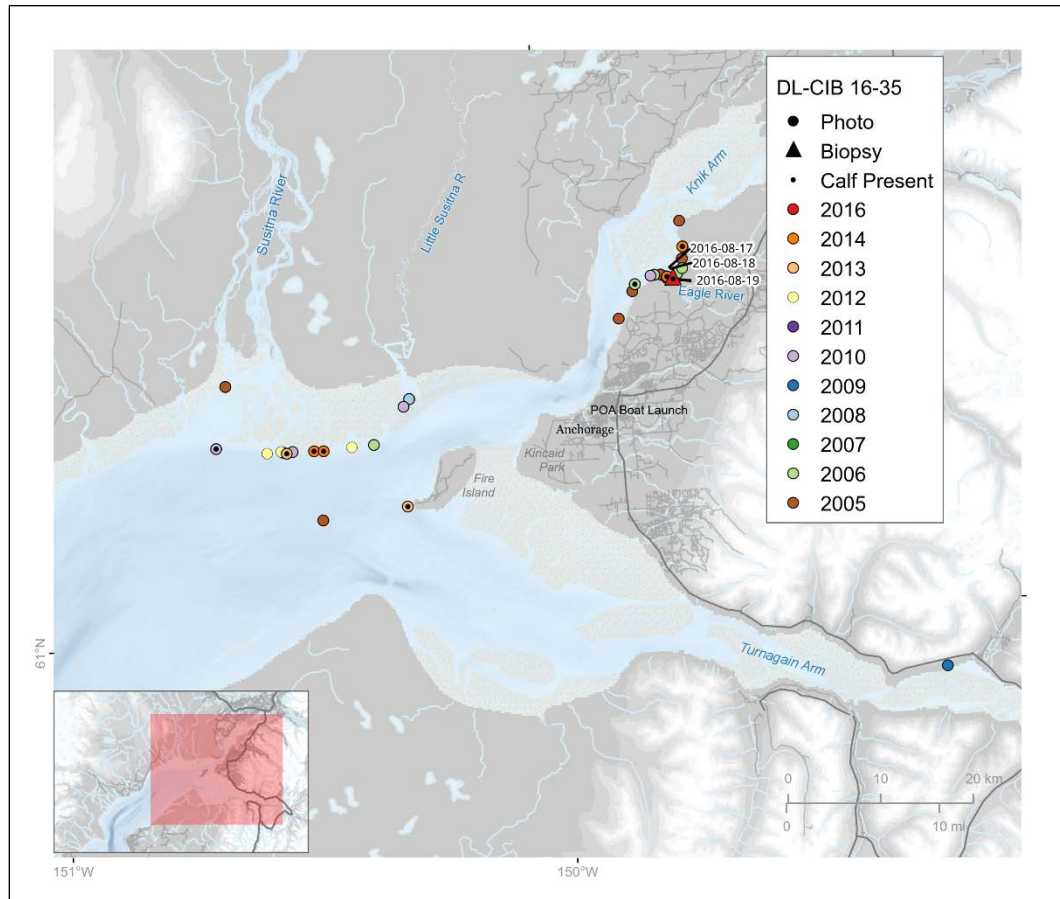 DL-CIB 16-35
Photo
Biopsy
Calf Present
2016
2014
2013
2012
2011
2010
2009
2008
2007
2006
2005
Knik Arm
Susitna River
Little Susitna R
2016-08-17
2016-08-18
2016-08-19
Eagle River
POA Boat Launch
Anchorage
Kincaid
Park
Fire
Island
Turnagain Arm
61°N
0 10 20 km
0 10 mi
151°W 150°W